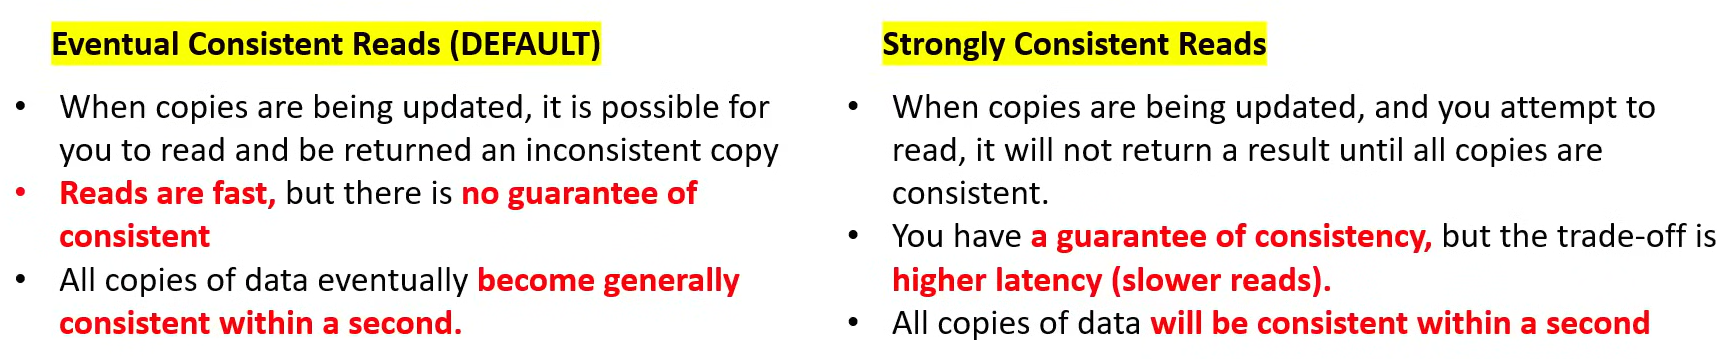 Eventual Consistent Reads (DEFAULT)
• When copies are being updated, it is possible for
you to read and be returned an inconsistent copy
• Reads are fast, but there is no guarantee of
consistent
• All copies of data eventually become generally
consistent within a second.
Strongly Consistent Reads
• When copies are being updated, and you attempt to
read, it will not return a result until all copies are
consistent.
• You have a guarantee of consistency, but the trade-off is
higher latency (slower reads).
• All copies of data will be consistent within a second